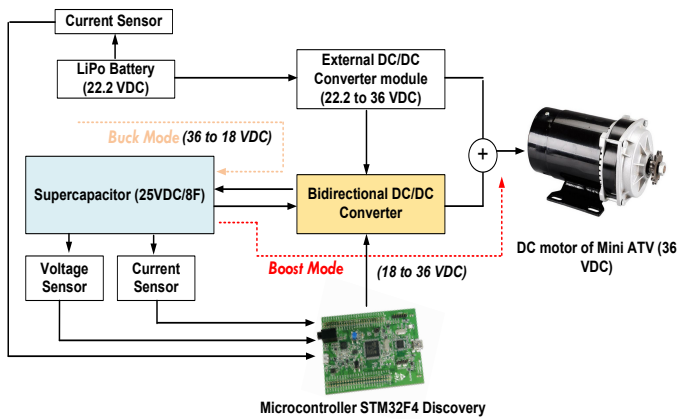 Current Sensor
LiPo Battery
(22.2 VDC)
External DC/DC
Converter module
(22.2 to 36 VDC)
Buck Mode (36 to 18 VDC)
+
Supercapacitor (25VDC/8F)
Bidirectional DC/DC
Converter
DC motor of Mini ATV (36
VDC)
Boost Mode
(18 to 36 VDC)
Voltage
Sensor
Current
Sensor
Microcontroller STM32F4 Discovery